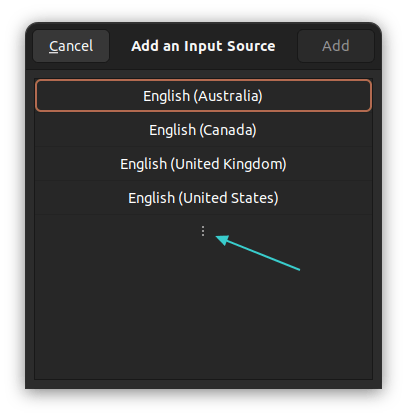 Cancel
Add an Input Source
Add
English (Australia)
English (Canada)
English (United Kingdom)
English (United States)